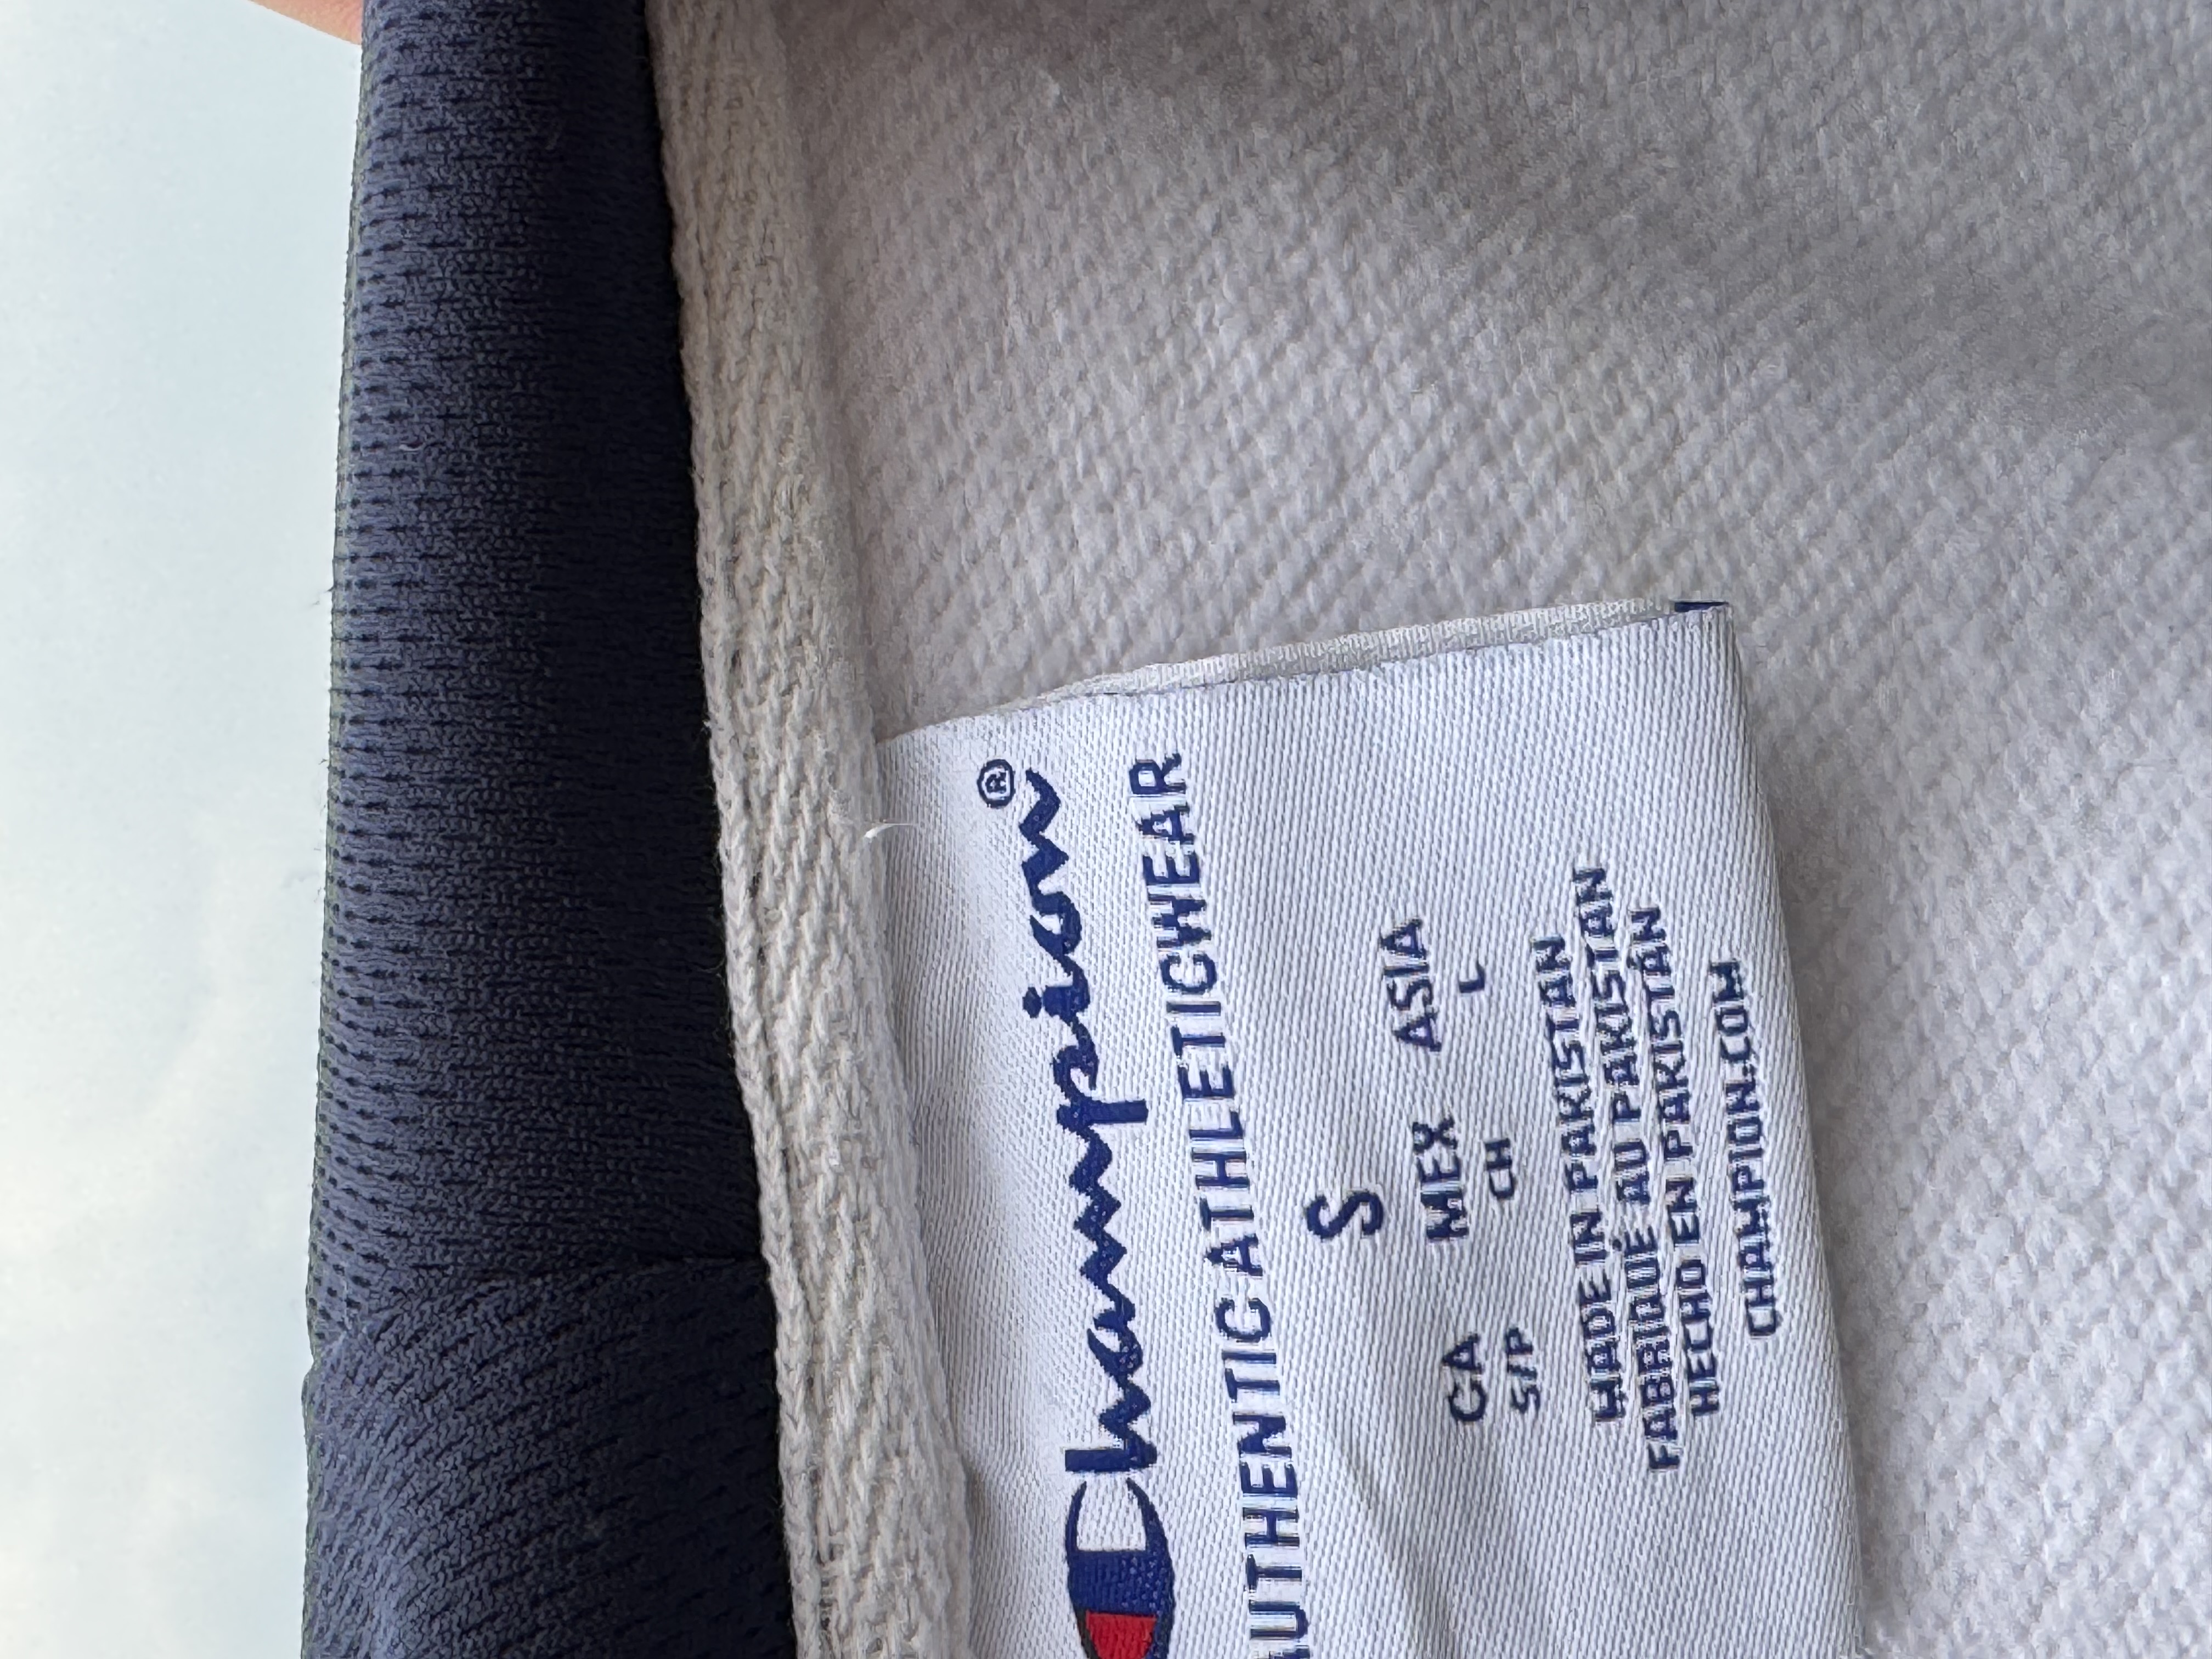 Champion®
AUTHENTIC ATHLETICWEAR
S
CA MEX ASIA
S/P CH L
MADE IN PAKISTAN
FABRIQUÉ AU PAKISTAN
HECHO EN PAKISTÁN
CHAMPION.COM